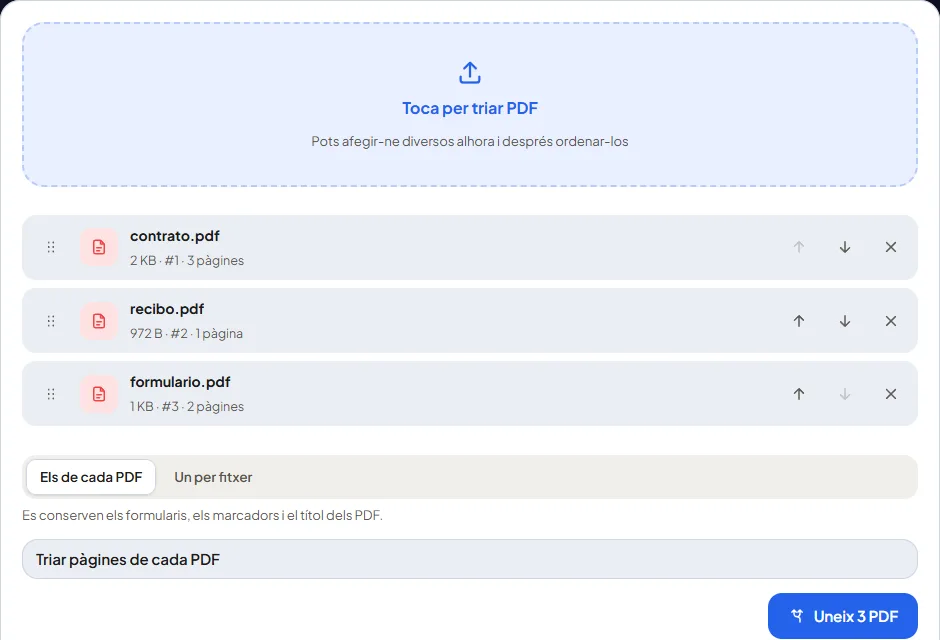 Toca per triar PDF
Pots afegir-ne diversos alhora i després ordenar-los
contrato.pdf
2 KB · #1 · 3 pàgines
recibo.pdf
972 B · #2 · 1 pàgina
formulario.pdf
1 KB · #3 · 2 pàgines
Els de cada PDF
Un per fitxer
Es conserven els formularis, els marcadors i el títol dels PDF.
Triar pàgines de cada PDF
Uneix 3 PDF